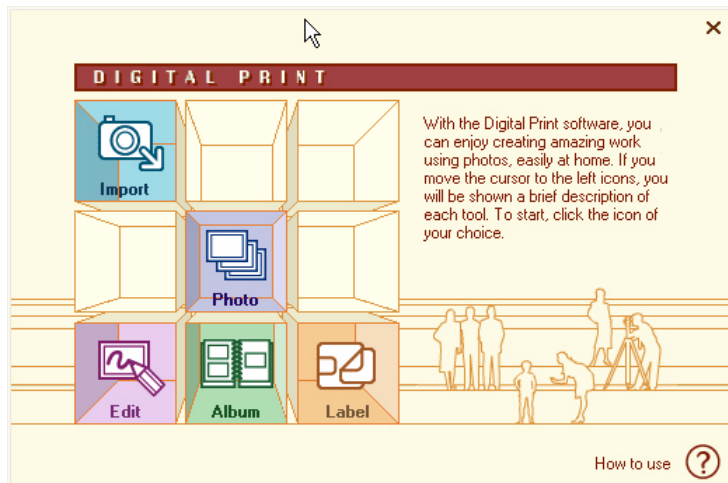 DIGITAL PRINT
Import
With the Digital Print software, you
can enjoy creating amazing work
using photos, easily at home. If you
move the cursor to the left icons, you
will be shown a brief description of
each tool. To start, click the icon of
your choice.
Photo
Edit Album Label
How to use ?